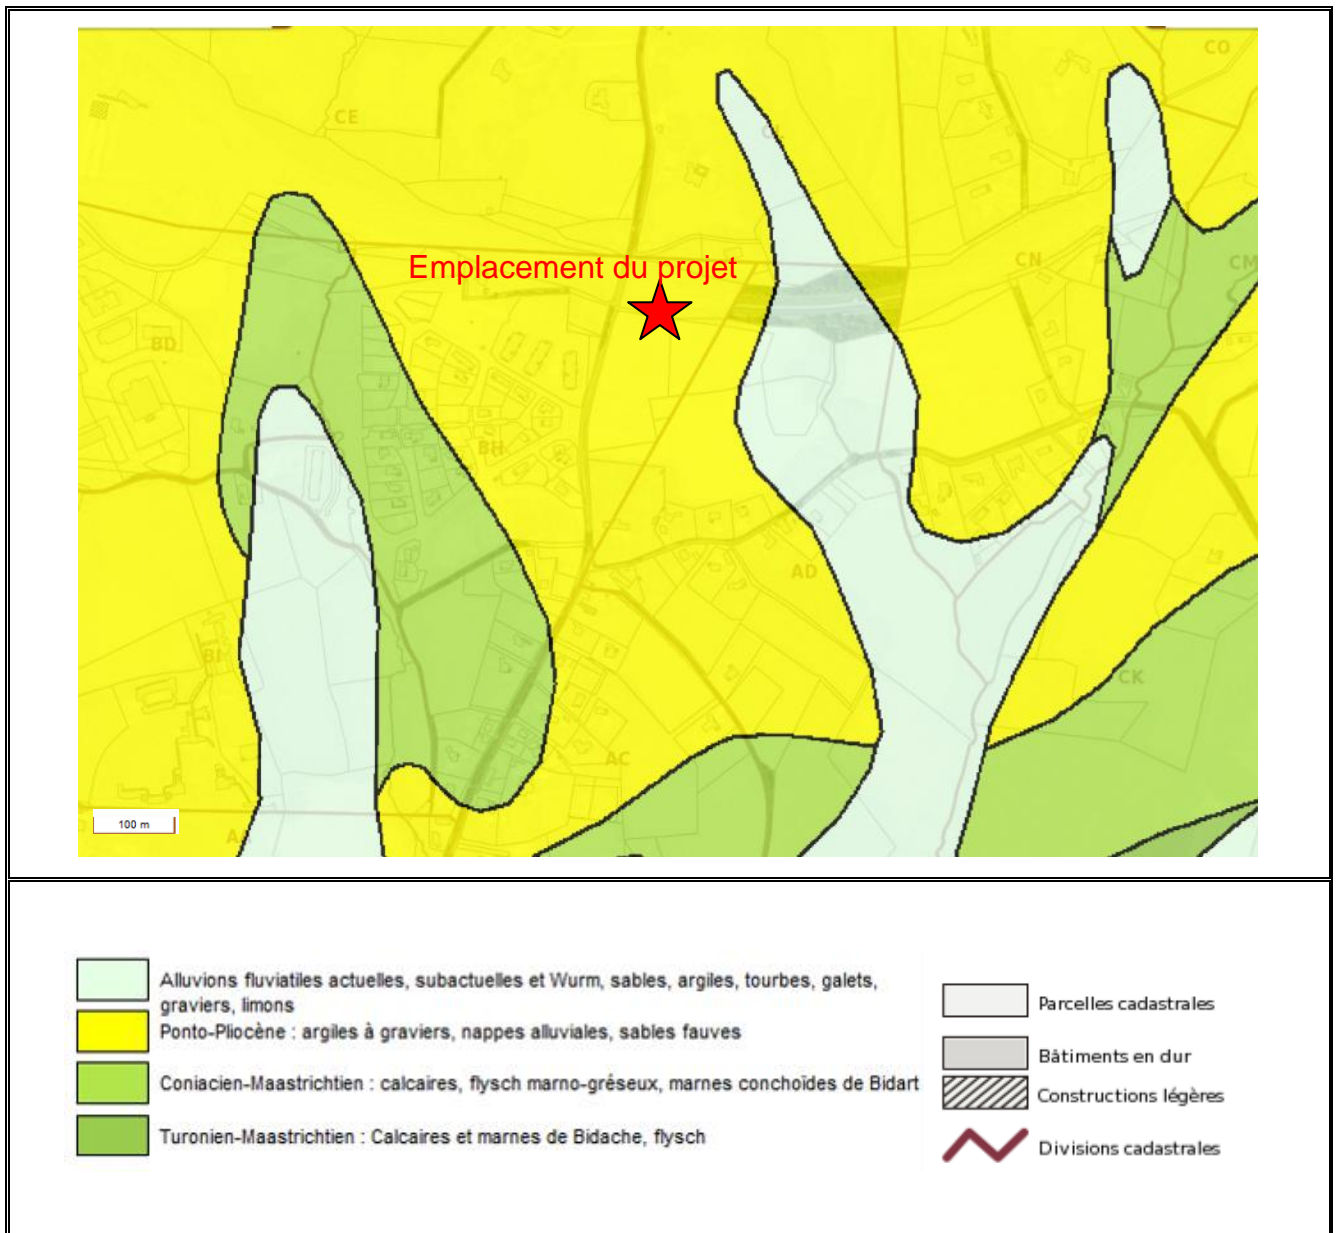 CO
CE
CL
Emplacement du projet
CN
CM
BD
BH
AD
BI
CK
AC
100 m
Alluvions fluviatiles actuelles, subactuelles et Wurm, sables, argiles, tourbes, galets,
graviers, limons
Ponto-Pliocène : argiles à graviers, nappes alluviales, sables fauves
Coniacien-Maastrichtien : calcaires, flysch marno-gréseux, marnes conchoïdes de Bidart
Turonien-Maastrichtien : Calcaires et marnes de Bidache, flysch
Parcelles cadastrales
Bâtiments en dur
Constructions légères
Divisions cadastrales